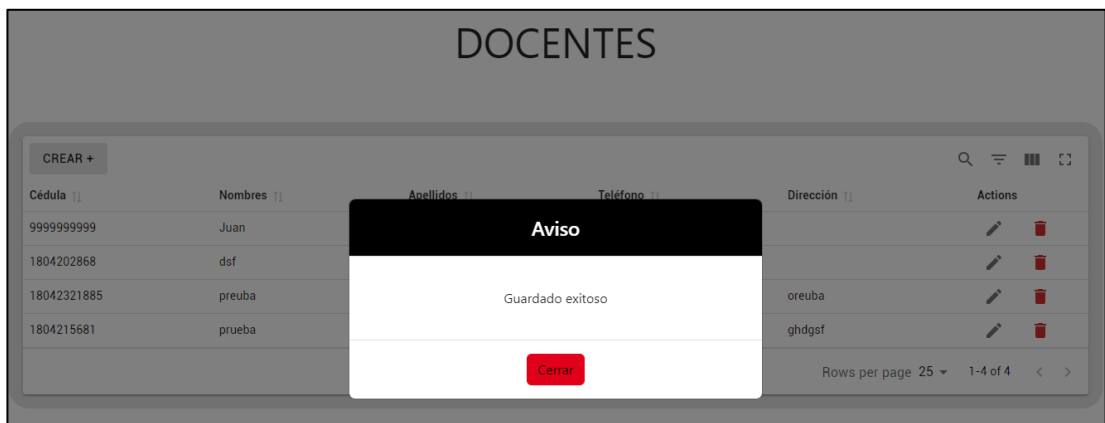 DOCENTES
CREAR +
Cédula Nombres Apellidos Teléfono Dirección Actions
Aviso
9999999999 Juan
1804202868 dsf
Guardado exitoso
18042321885 preuba oreuba
1804215681 prueba ghdgsf
Cerrar
Rows per page 25 1-4 of 4